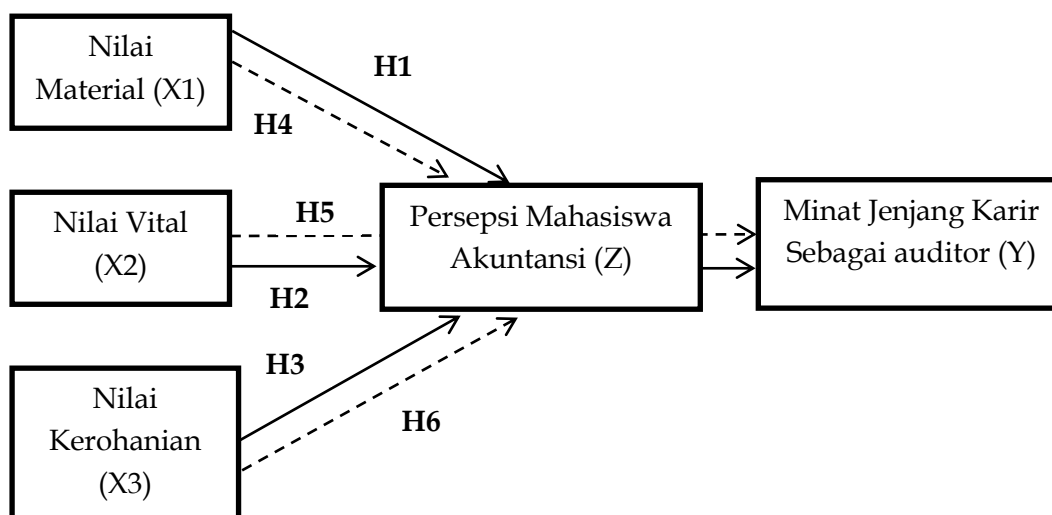 Nilai
Material (X1)
H1
H4
Nilai Vital
(X2)
H5
H2
Persepsi Mahasiswa
Akuntansi (Z)
Minat Jenjang Karir
Sebagai auditor (Y)
Nilai
Kerohanian
(X3)
H3
H6